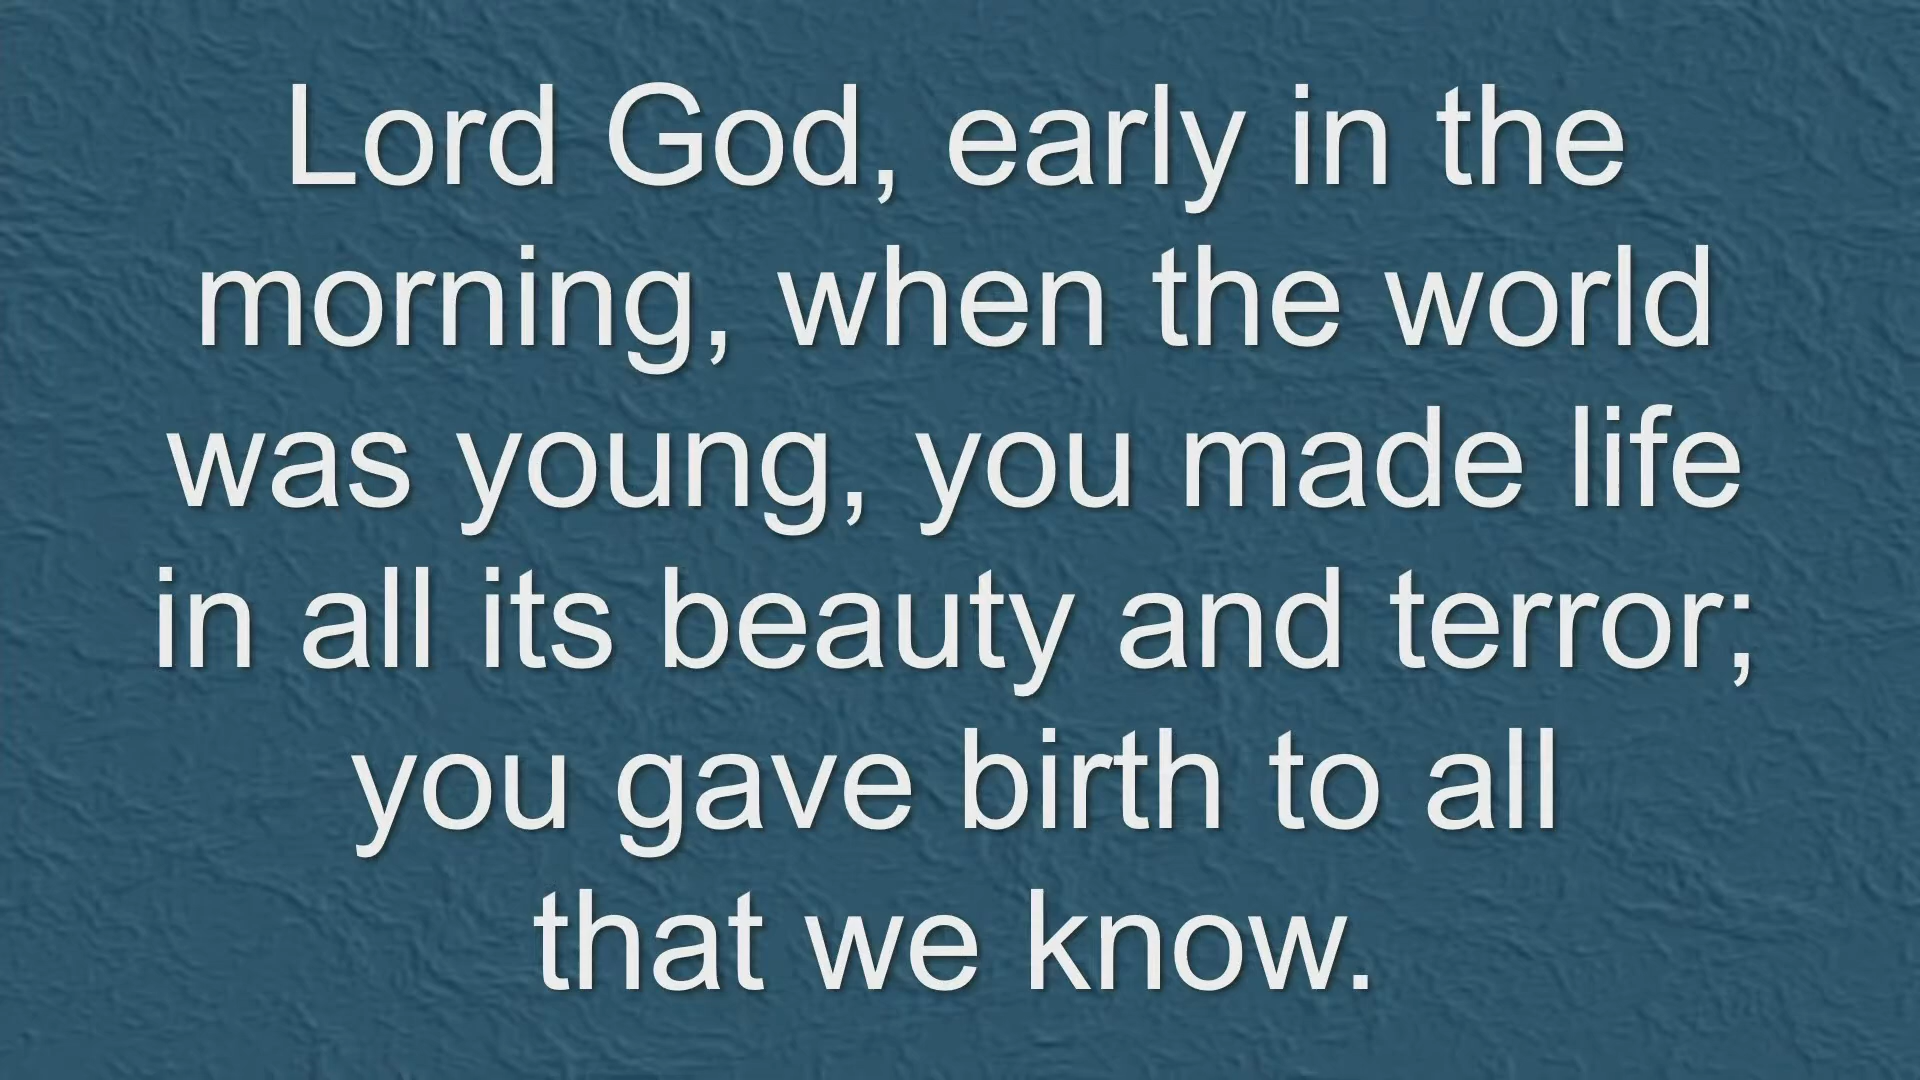 Lord God, early in the
morning, when the world
was young, you made life
in all its beauty and terror;
you gave birth to all
that we know.